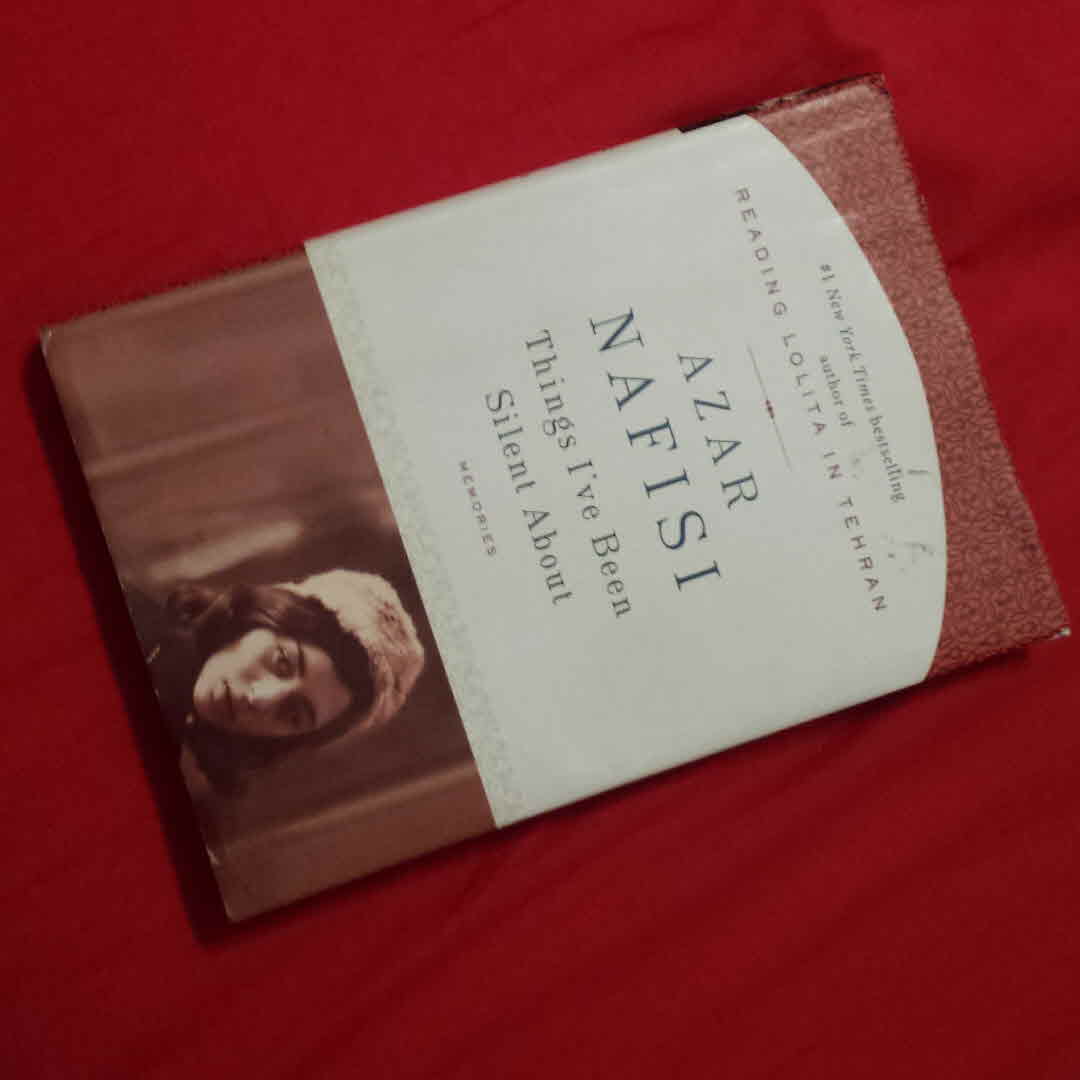 #1 New York Times bestselling
author of
READING LOLITA IN TEHRAN
AZAR
NAFISI
Things I've Been
Silent About
MEMORIES